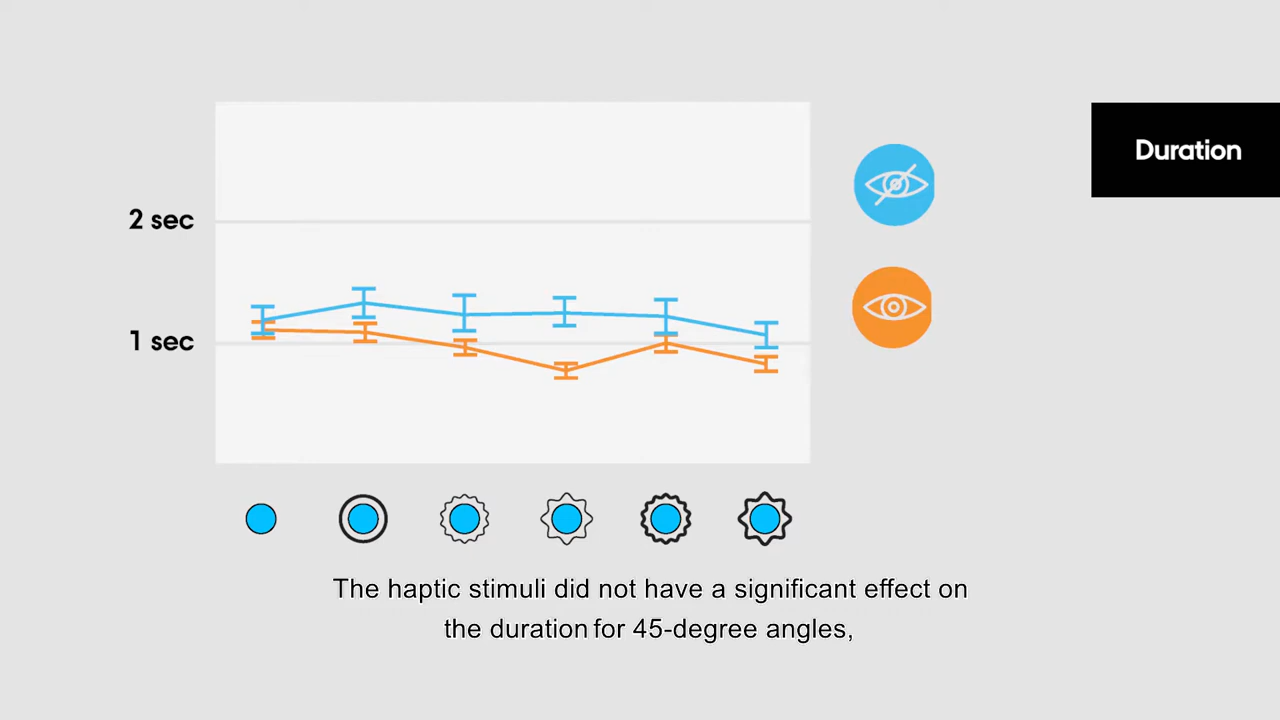 Duration
2 sec
1 sec
The haptic stimuli did not have a significant effect on
the duration for 45-degree angles,